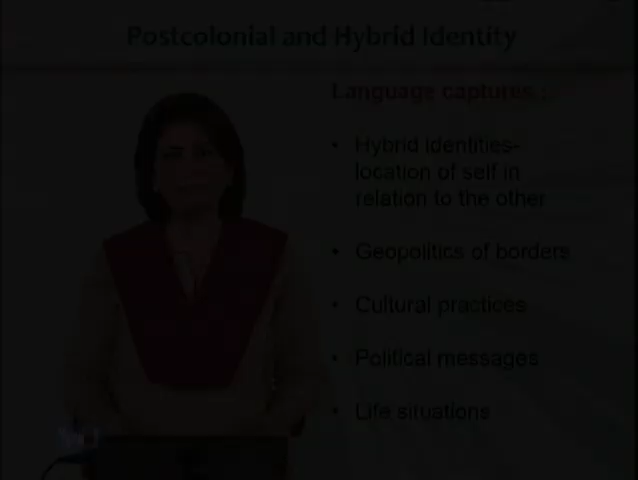 Postcolonial and Hybrid Identity
Language captures :
• Hybrid identities-
location of self in
relation to the other
• Geopolitics of borders
• Cultural practices
• Political messages
• Life situations